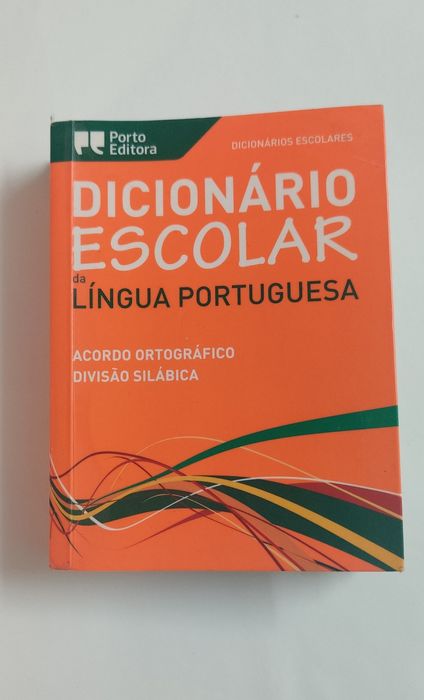 Porto
Editora
DICIONÁRIOS ESCOLARES
DICIONÁRIO
ESCOLAR
da
LÍNGUA PORTUGUESA
ACORDO ORTOGRÁFICO
DIVISÃO SILÁBICA